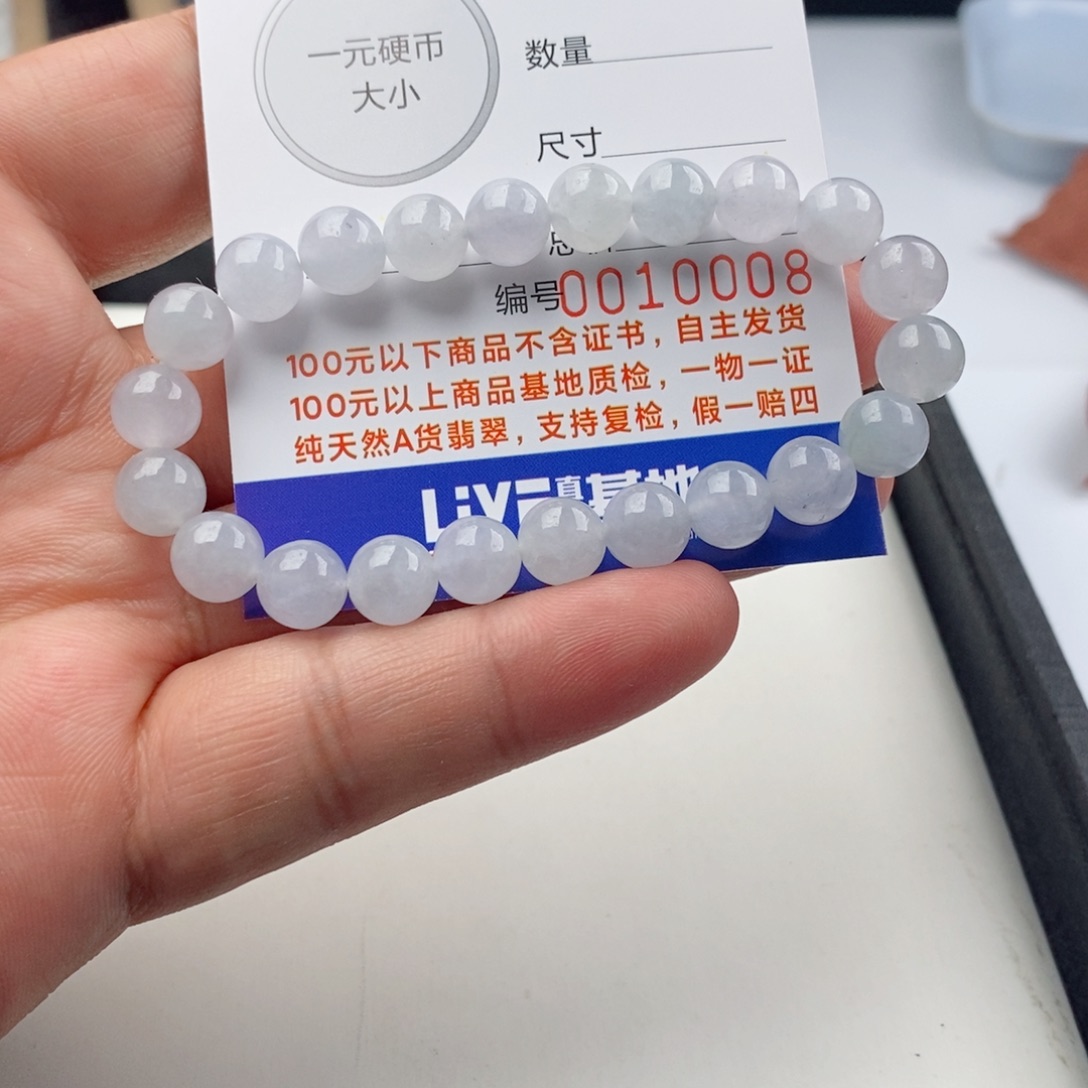 一元硬币
大小
数量
尺寸
编号0010008
100元以下商品不含证书，自主发货
100元以上商品基地质检，一物一证
纯天然A货翡翠，支持复检，假一赔四
基地